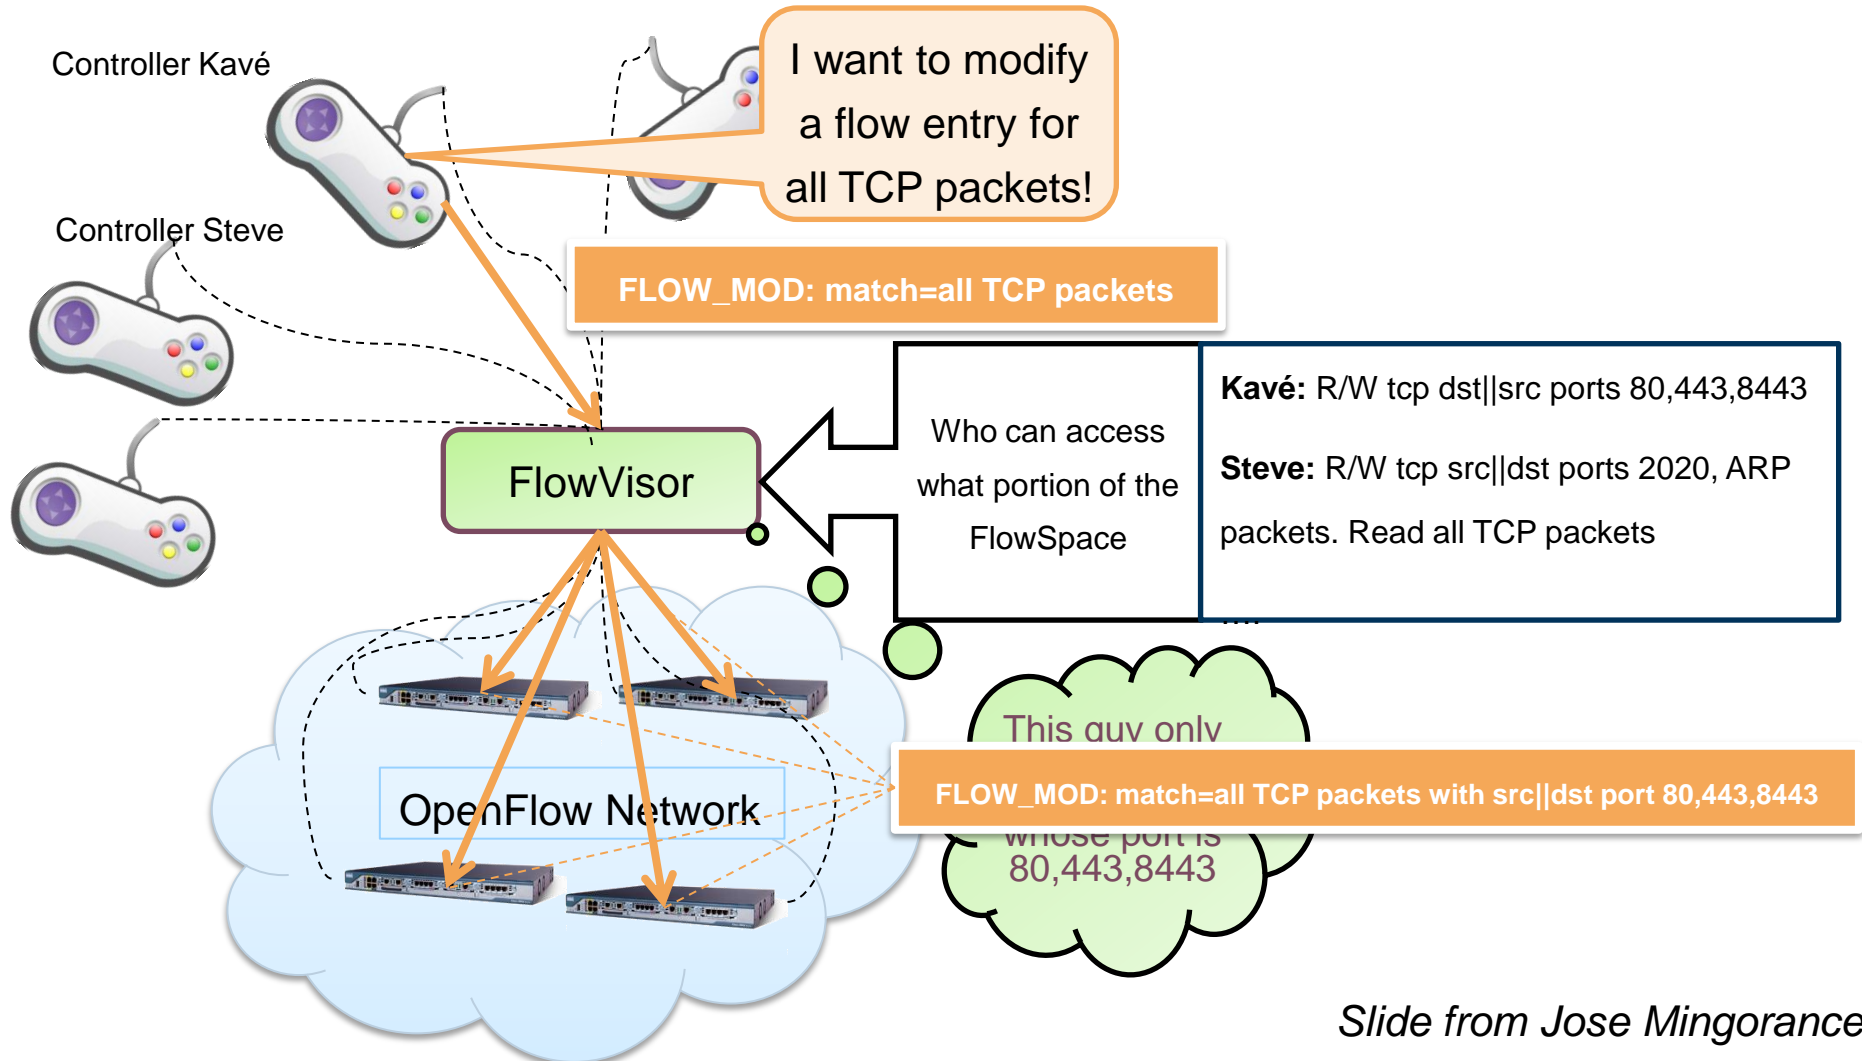 Controller Kavé
I want to modify
a flow entry for
all TCP packets!
Controller Steve
FLOW_MOD: match=all TCP packets
FlowVisor
Who can access
what portion of the
FlowSpace
Kavé: R/W tcp dst||src ports 80,443,8443
Steve: R/W tcp src||dst ports 2020, ARP
packets. Read all TCP packets
....
This guy only
FLOW_MOD: match=all TCP packets with src||dst port 80,443,8443
whose port is
80,443,8443
OpenFlow Network
Slide from Jose Mingorance